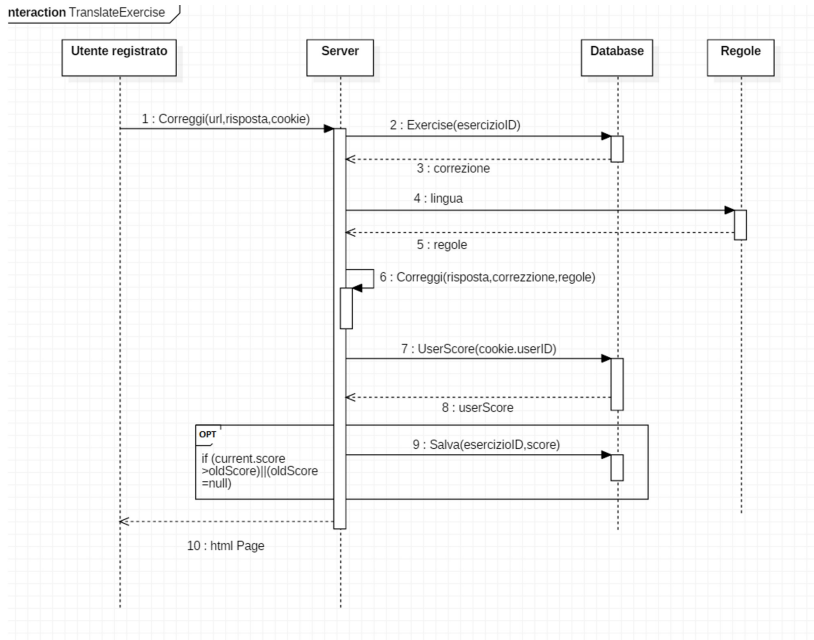 nteraction TranslateExercise
Utente registrato
Server
Database
Regole
1 : Correggi(url,risposta,cookie)
2 : Exercise(esercizioID)
3 : correzione
4 : lingua
5 : regole
6 : Correggi(risposta,correzzione,regole)
7 : UserScore(cookie.userID)
8 : userScore
OPT
9 : Salva(esercizioID,score)
if (current.score
>oldScore)||(oldScore
=null)
10 : html Page